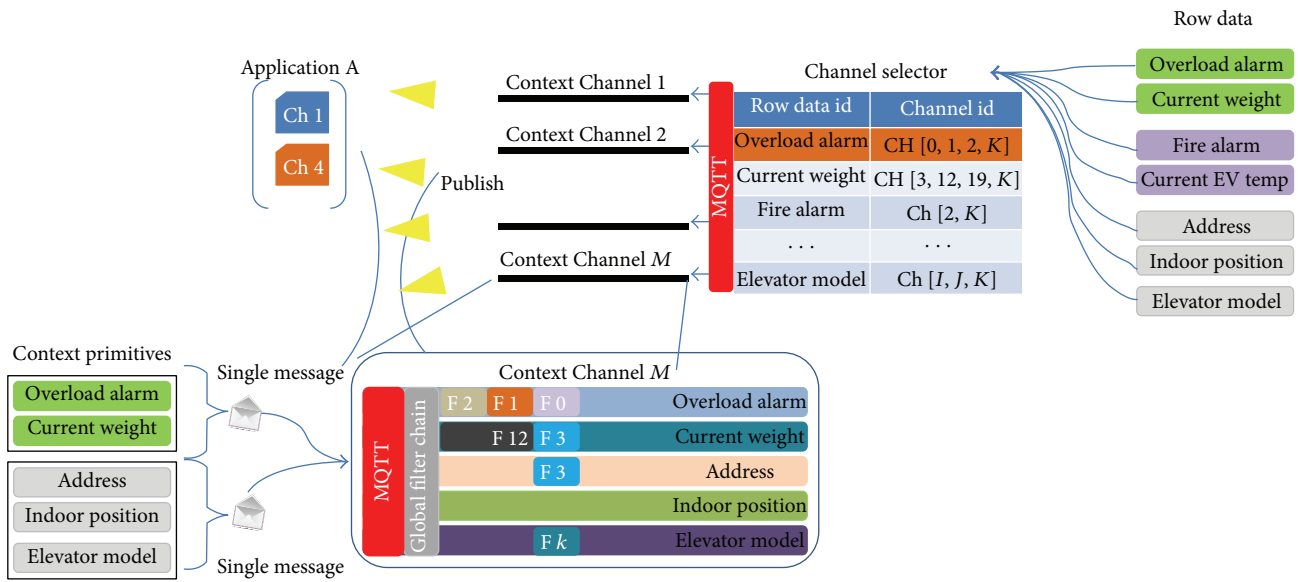 Row data
Application A
Ch 1
Ch 4
Publish
Context Channel 1
Context Channel 2
Context Channel M
MQTT
Channel selector
Row data id Channel id
Overload alarm CH [0, 1, 2, K]
Current weight CH [3, 12, 19, K]
Fire alarm Ch [2, K]
. . . . . .
Elevator model Ch [I, J, K]
Overload alarm
Current weight
Fire alarm
Current EV temp
Address
Indoor position
Elevator model
Context primitives
Overload alarm
Current weight
Address
Indoor position
Elevator model
Single message
Single message
Context Channel M
MQTT
Global filter chain
F 2 F 1 F 0 Overload alarm
F 12 F 3 Current weight
F 3 Address
Indoor position
F k Elevator model